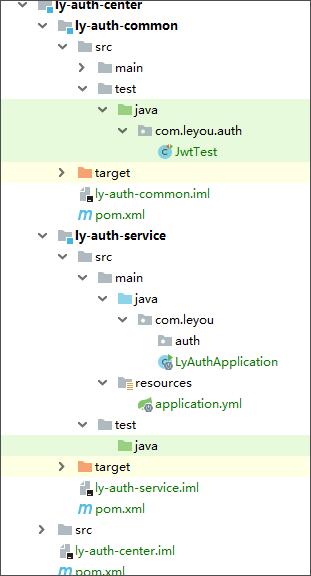 ly-auth-center
ly-auth-common
src
main
test
java
com.leyou.auth
JwtTest
target
ly-auth-common.iml
pom.xml
ly-auth-service
src
main
java
com.leyou
auth
LyAuthApplication
resources
application.yml
test
java
target
ly-auth-service.iml
pom.xml
src
ly-auth-center.iml
pom.xml